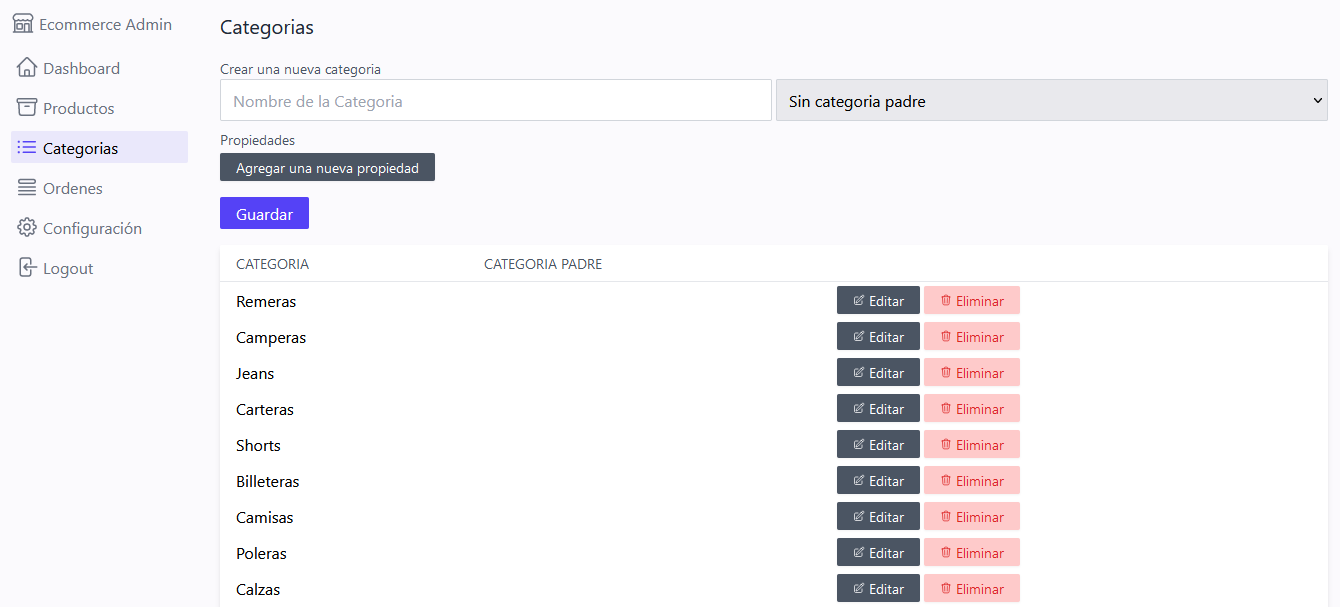 Ecommerce Admin
Dashboard
Productos
Categorias
Ordenes
Configuración
Logout
Categorias
Crear una nueva categoria
Nombre de la Categoria
Sin categoria padre
Propiedades
Agregar una nueva propiedad
Guardar
CATEGORIA CATEGORIA PADRE
Remeras Editar Eliminar
Camperas Editar Eliminar
Jeans Editar Eliminar
Carteras Editar Eliminar
Shorts Editar Eliminar
Billeteras Editar Eliminar
Camisas Editar Eliminar
Poleras Editar Eliminar
Calzas Editar Eliminar